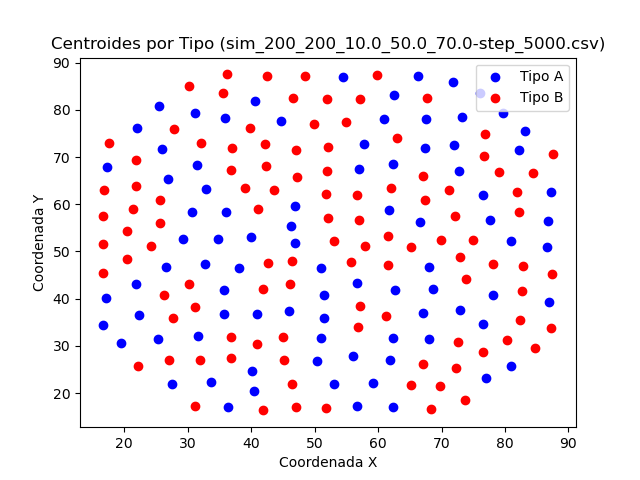 Centroides por Tipo (sim_200_200_10.0_50.0_70.0-step_5000.csv)
Tipo A
Tipo B
Coordenada Y
90
80
70
60
50
40
30
20
20 30 40 50 60 70 80 90
Coordenada X